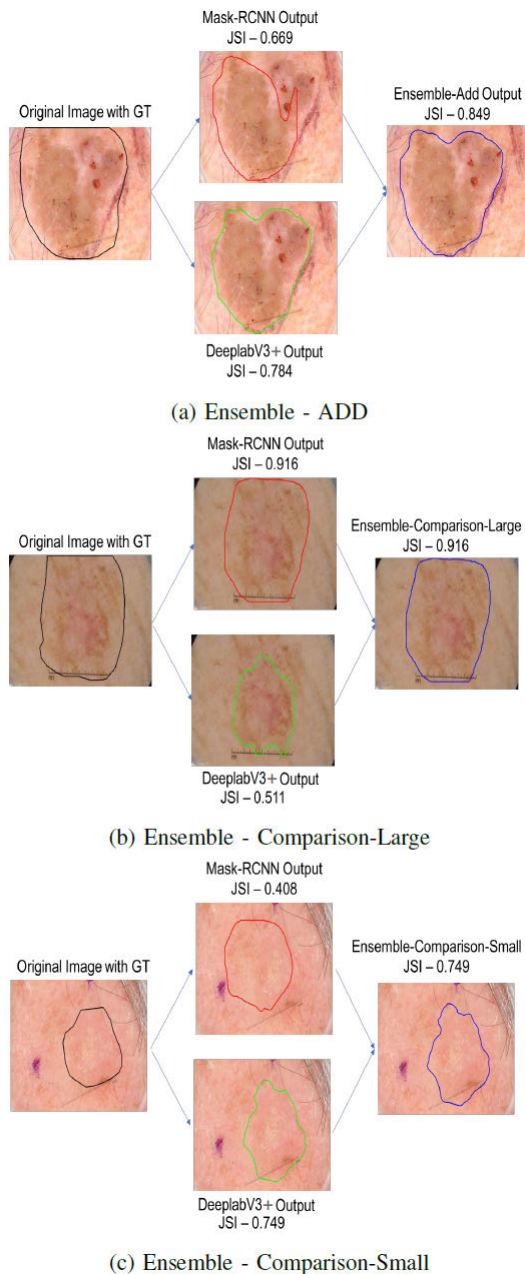 Mask-RCNN Output
JSI – 0.669
Original Image with GT
Ensemble-Add Output
JSI – 0.849
DeeplabV3+ Output
JSI – 0.784
(a) Ensemble - ADD
Mask-RCNN Output
JSI – 0.916
Original Image with GT
Ensemble-Comparison-Large
JSI – 0.916
DeeplabV3+ Output
JSI – 0.511
(b) Ensemble - Comparison-Large
Mask-RCNN Output
JSI – 0.408
Original Image with GT
Ensemble-Comparison-Small
JSI – 0.749
DeeplabV3+ Output
JSI – 0.749
(c) Ensemble - Comparison-Small